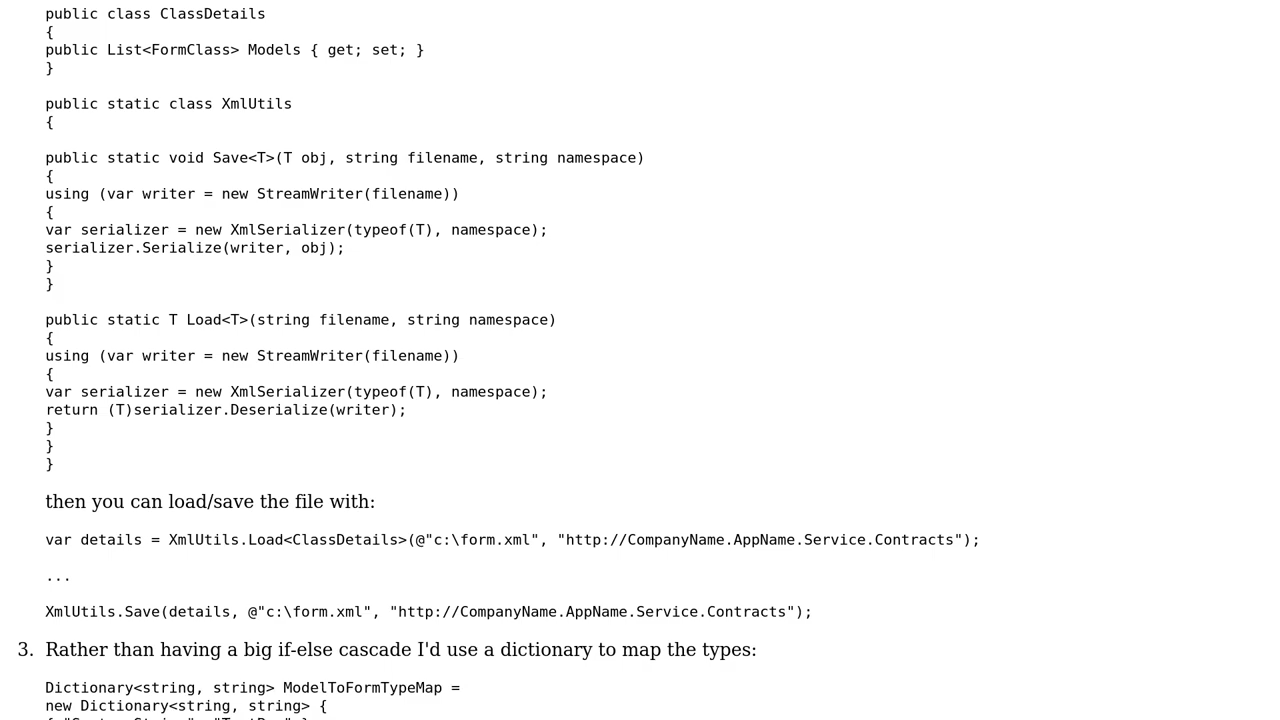 public class ClassDetails
{
public List<FormClass> Models { get; set; }
}
public static class XmlUtils
{
public static void Save<T>(T obj, string filename, string namespace)
{
using (var writer = new StreamWriter(filename))
{
var serializer = new XmlSerializer(typeof(T), namespace);
serializer.Serialize(writer, obj);
}
}
public static T Load<T>(string filename, string namespace)
{
using (var writer = new StreamWriter(filename))
{
var serializer = new XmlSerializer(typeof(T), namespace);
return (T)serializer.Deserialize(writer);
}
}
}
then you can load/save the file with:
var details = XmlUtils.Load<ClassDetails>(@"c:\form.xml", "http://CompanyName.AppName.Service.Contracts");
...
XmlUtils.Save(details, @"c:\form.xml", "http://CompanyName.AppName.Service.Contracts");
3. Rather than having a big if-else cascade I'd use a dictionary to map the types:
Dictionary<string, string> ModelToFormTypeMap =
new Dictionary<string, string> {